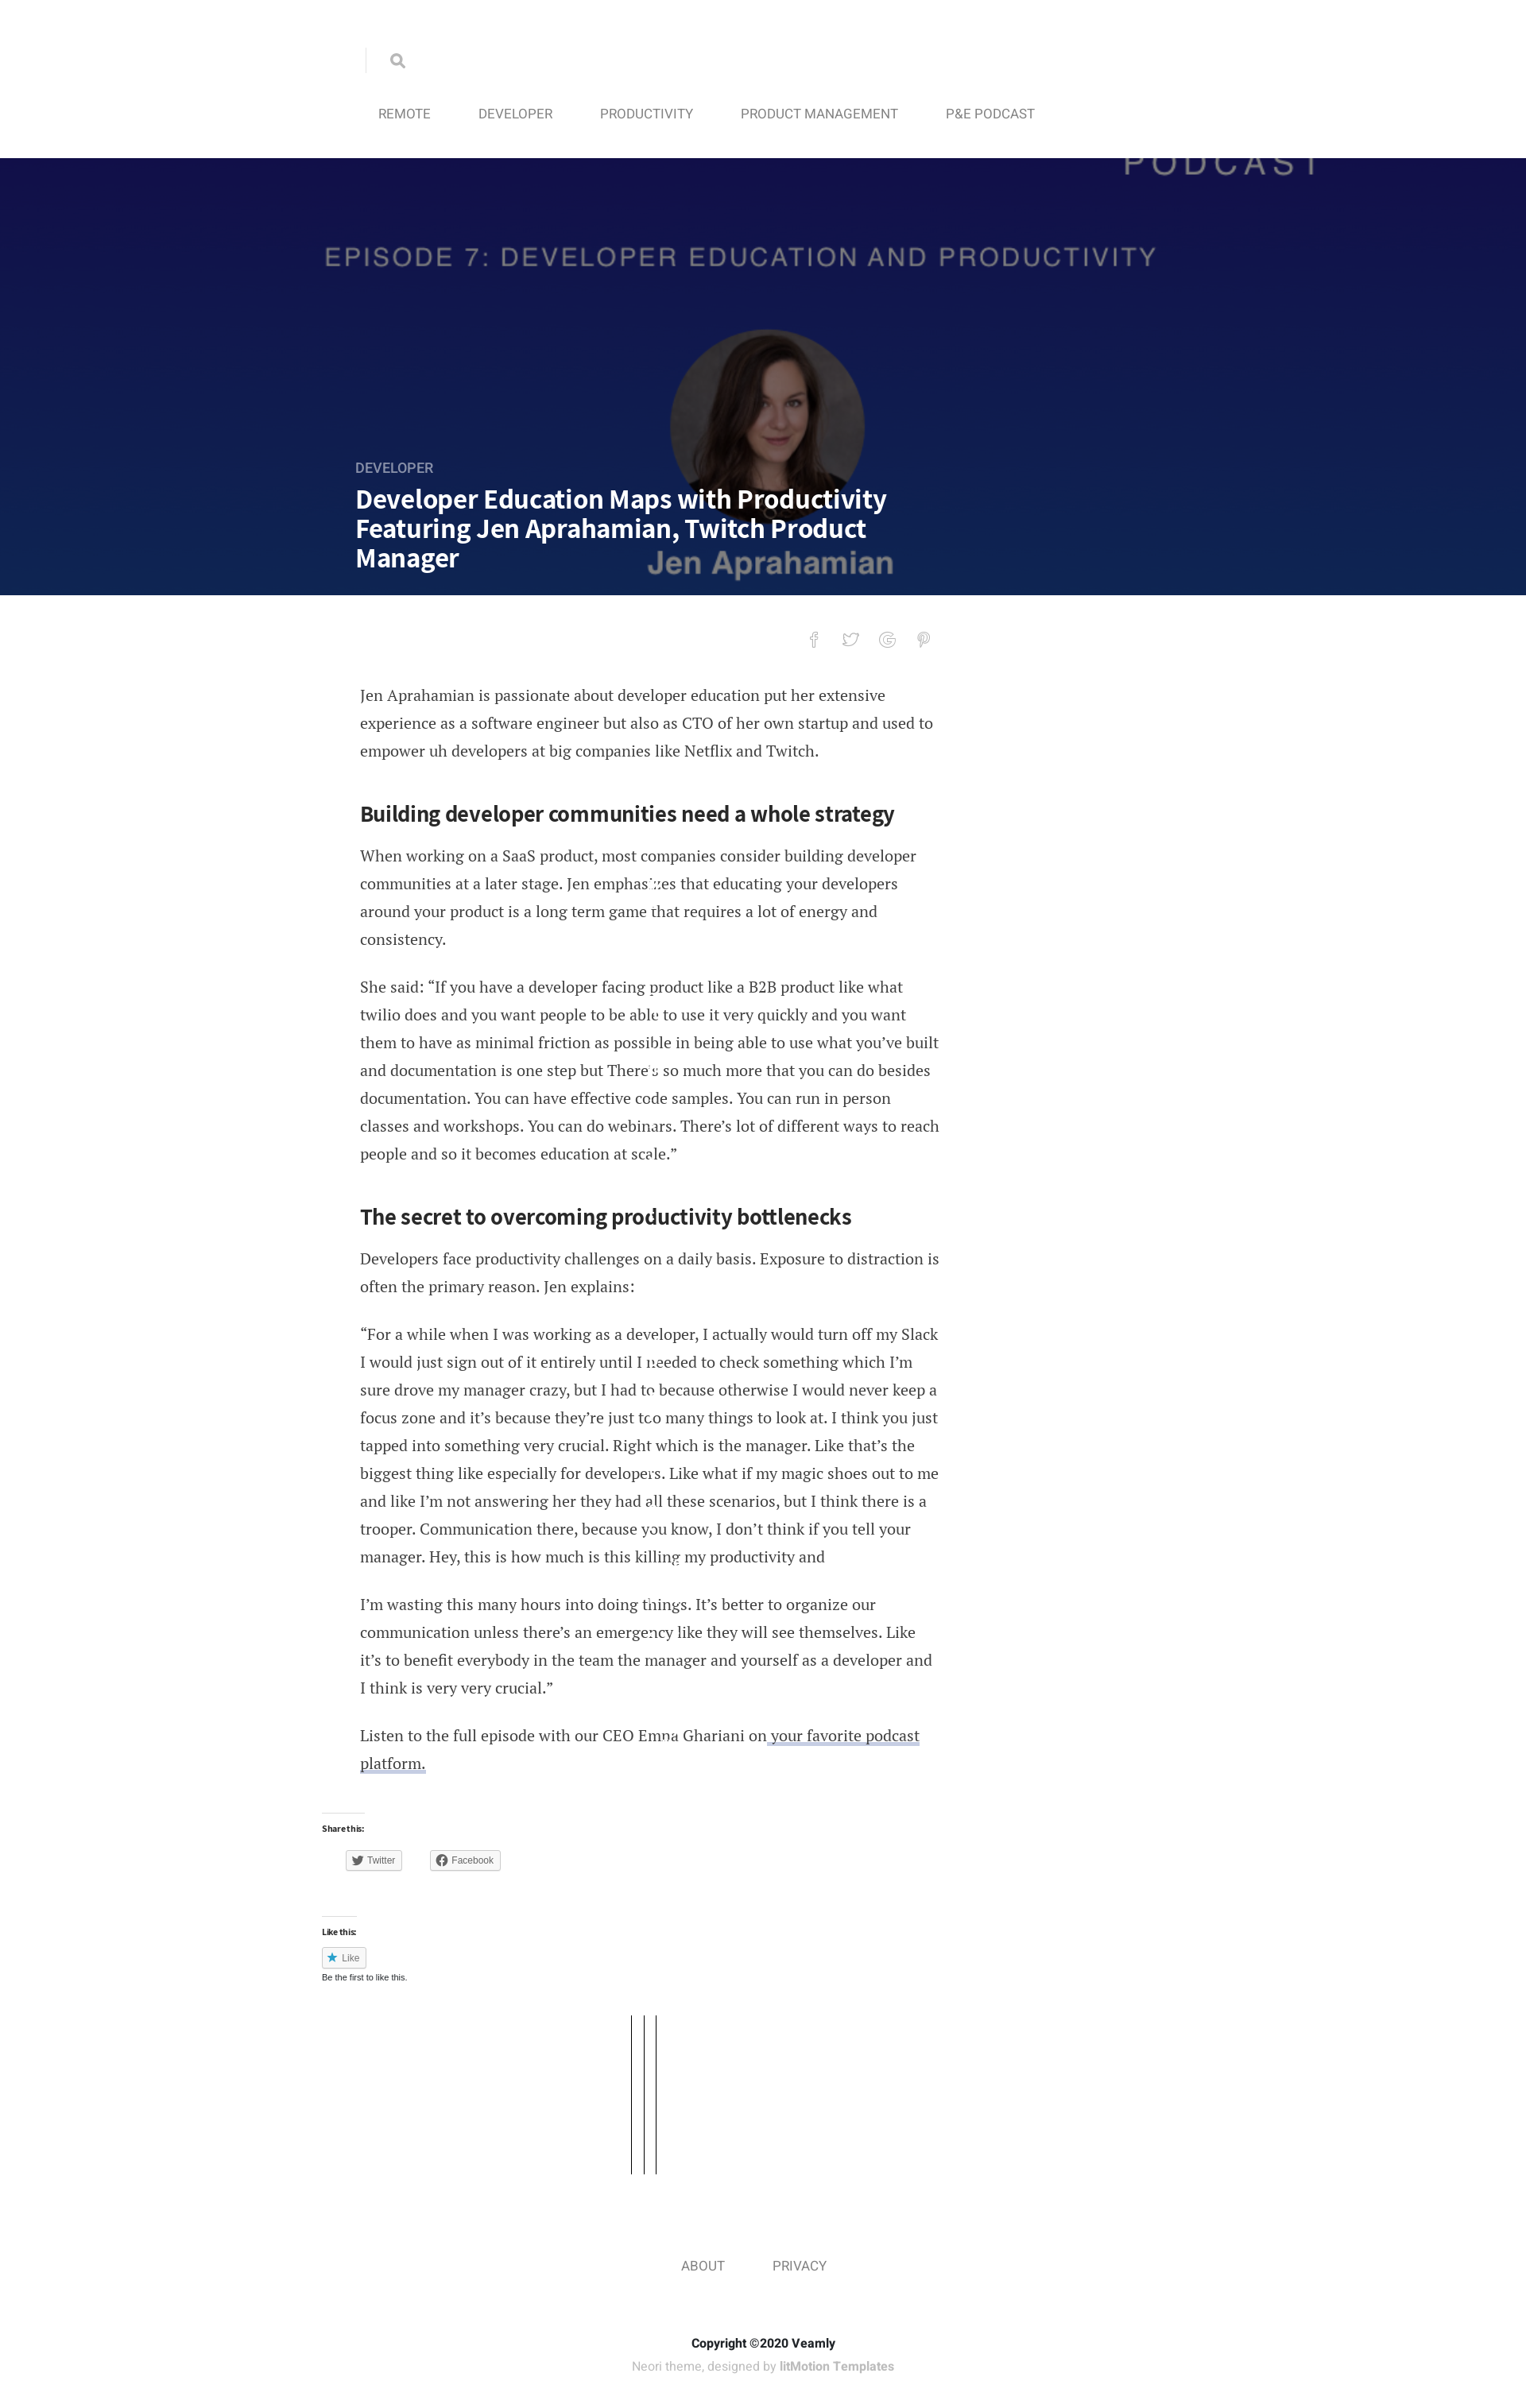 REMOTE DEVELOPER PRODUCTIVITY PRODUCT MANAGEMENT P&E PODCAST
PODCAST
EPISODE 7: DEVELOPER EDUCATION AND PRODUCTIVITY
DEVELOPER
Developer Education Maps with Productivity
Featuring Jen Aprahamian, Twitch Product
Manager
Jen Aprahamian
Jen Aprahamian is passionate about developer education put her extensive
experience as a software engineer but also as CTO of her own startup and used to
empower uh developers at big companies like Netflix and Twitch.
Building developer communities need a whole strategy
When working on a SaaS product, most companies consider building developer
communities at a later stage. Jen emphasizes that educating your developers
around your product is a long term game that requires a lot of energy and
consistency.
She said: “If you have a developer facing product like a B2B product like what
twilio does and you want people to be able to use it very quickly and you want
them to have as minimal friction as possible in being able to use what you’ve built
and documentation is one step but There’s so much more that you can do besides
documentation. You can have effective code samples. You can run in person
classes and workshops. You can do webinars. There’s lot of different ways to reach
people and so it becomes education at scale.”
The secret to overcoming productivity bottlenecks
Developers face productivity challenges on a daily basis. Exposure to distraction is
often the primary reason. Jen explains:
“For a while when I was working as a developer, I actually would turn off my Slack
I would just sign out of it entirely until I needed to check something which I’m
sure drove my manager crazy, but I had to because otherwise I would never keep a
focus zone and it’s because they’re just too many things to look at. I think you just
tapped into something very crucial. Right which is the manager. Like that’s the
biggest thing like especially for developers. Like what if my magic shoes out to me
and like I’m not answering her they had all these scenarios, but I think there is a
trooper. Communication there, because you know, I don’t think if you tell your
manager. Hey, this is how much is this killing my productivity and
I’m wasting this many hours into doing things. It’s better to organize our
communication unless there’s an emergency like they will see themselves. Like
it’s to benefit everybody in the team the manager and yourself as a developer and
I think is very very crucial.”
Listen to the full episode with our CEO Emna Ghariani on your favorite podcast
platform.
Share this:
Twitter Facebook
Like this:
Like
Be the first to like this.
ABOUT PRIVACY
Copyright ©2020 Veamly
Neori theme, designed by litMotion Templates